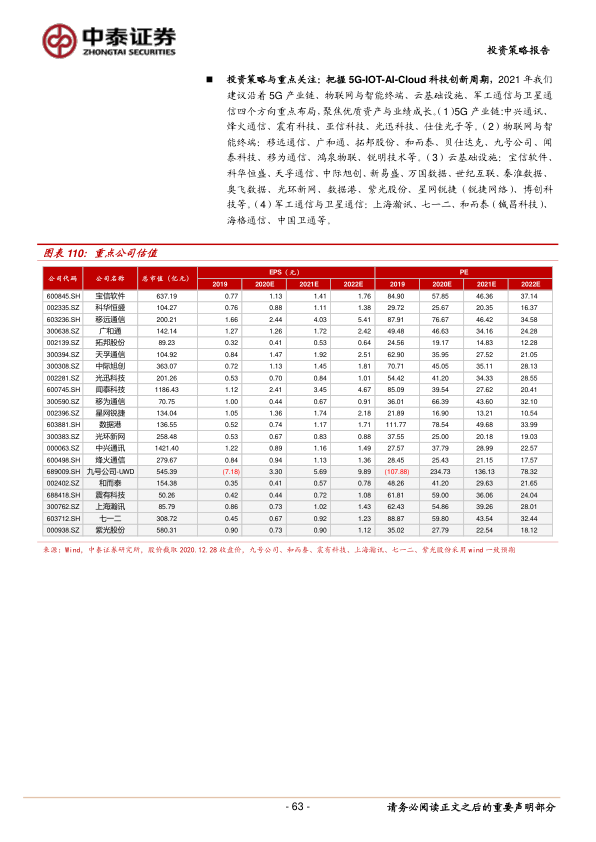 中泰证券
ZHONGTAI SECURITIES
投资策略报告
■ 投资策略与重点关注：把握 5G-IOT-AI-Cloud 科技创新周期，2021 年我们
建议沿着 5G 产业链、物联网与智能终端、云基础设施、军工通信与卫星通
信四个方向重点布局，聚焦优质资产与业绩成长。（1）5G 产业链:中兴通讯、
烽火通信、震有科技、亚信科技、光迅科技、仕佳光子等。（2）物联网与智
能终端：移远通信、广和通、拓邦股份、和而泰、贝仕达克、九号公司、闻
泰科技、移为通信、鸿泉物联、锐明技术等。（3）云基础设施：宝信软件、
科华恒盛、天孚通信、中际旭创、新易盛、万国数据、世纪互联、秦淮数据、
奥飞数据、光环新网、数据港、紫光股份、星网锐捷（锐捷网络）、博创科
技等。（4）军工通信与卫星通信：上海瀚讯、七一二、和而泰（铖昌科技）、
海格通信、中国卫通等。
图表 110：重点公司估值
公司代码 公司名称 总市值（亿元） EPS（元） PE
2019 2020E 2021E 2022E 2019 2020E 2021E 2022E
600845.SH 宝信软件 637.19 0.77 1.13 1.41 1.76 84.90 57.85 46.36 37.14
002335.SZ 科华恒盛 104.27 0.76 0.88 1.11 1.38 29.72 25.67 20.35 16.37
603236.SH 移远通信 200.21 1.66 2.44 4.03 5.41 87.91 76.67 46.42 34.58
300638.SZ 广和通 142.14 1.27 1.26 1.72 2.42 49.48 46.63 34.16 24.28
002139.SZ 拓邦股份 89.23 0.32 0.41 0.53 0.64 24.56 19.17 14.83 12.28
300394.SZ 天孚通信 104.92 0.84 1.47 1.92 2.51 62.90 35.95 27.52 21.05
300308.SZ 中际旭创 363.07 0.72 1.13 1.45 1.81 70.71 45.05 35.11 28.13
002281.SZ 光迅科技 201.26 0.53 0.70 0.84 1.01 54.42 41.20 34.33 28.55
600745.SH 闻泰科技 1186.43 1.12 2.41 3.45 4.67 85.09 39.54 27.62 20.41
300590.SZ 移为通信 70.75 1.00 0.44 0.67 0.91 36.01 66.39 43.60 32.10
002396.SZ 星网锐捷 134.04 1.05 1.36 1.74 2.18 21.89 16.90 13.21 10.54
603881.SH 数据港 136.55 0.52 0.74 1.17 1.71 111.77 78.54 49.68 33.99
300383.SZ 光环新网 258.48 0.53 0.67 0.83 0.88 37.55 25.00 20.18 19.03
000063.SZ 中兴通讯 1421.40 1.22 0.89 1.16 1.49 27.57 37.79 28.99 22.57
600498.SH 烽火通信 279.67 0.84 0.94 1.13 1.36 28.45 25.43 21.15 17.57
689009.SH 九号公司-UWD 545.39 (7.18) 3.30 5.69 9.89 (107.88) 234.73 136.13 78.32
002402.SZ 和而泰 154.38 0.35 0.41 0.57 0.78 48.26 41.20 29.63 21.65
688418.SH 震有科技 50.26 0.42 0.44 0.72 1.08 61.81 59.00 36.06 24.04
300762.SZ 上海瀚讯 85.79 0.86 0.73 1.02 1.43 62.43 54.86 39.36 28.01
603712.SH 七一二 308.72 0.45 0.67 0.92 1.23 88.87 59.80 43.54 32.44
000938.SZ 紫光股份 580.31 0.90 0.73 0.90 1.12 35.02 27.79 22.54 18.12
来源：Wind，中泰证券研究所，股价截取 2020.12.28 收盘价，九号公司、和而泰、震有科技、上海瀚讯、七一二、紫光股份采用 wind 一致预期
- 63 -
请务必阅读正文之后的重要声明部分